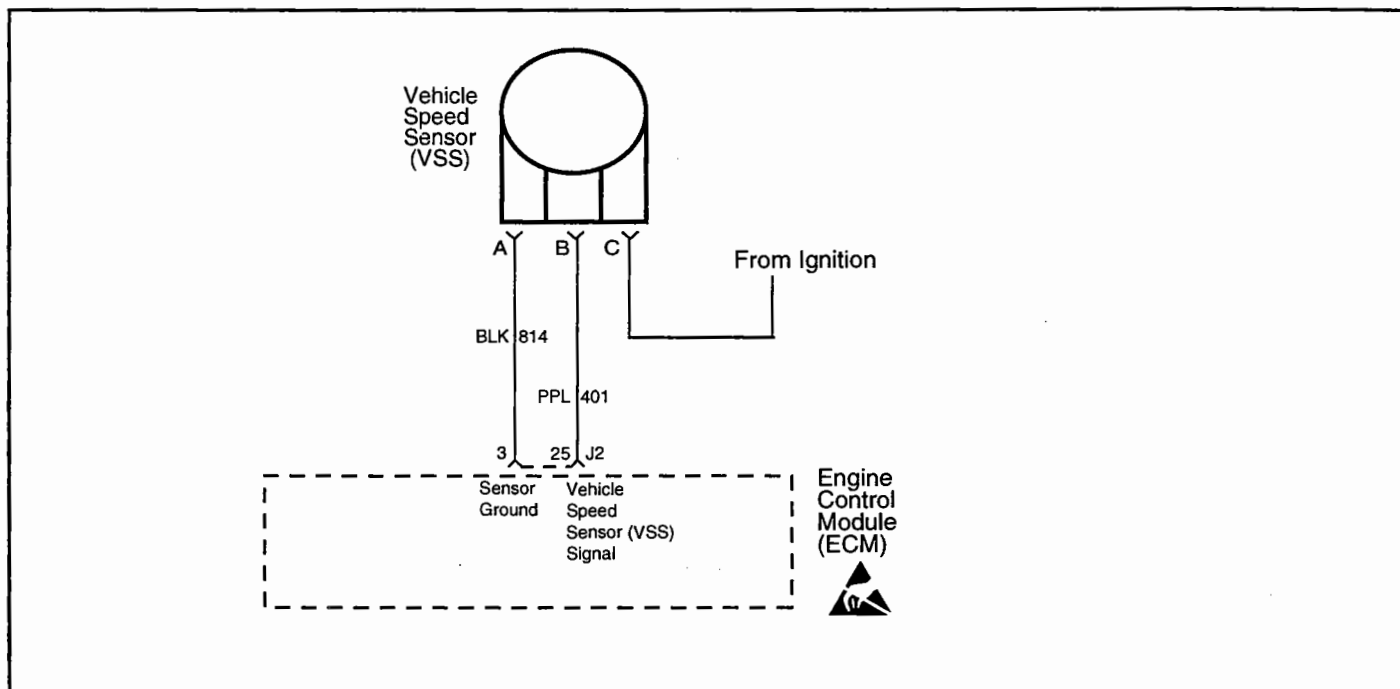 Vehicle
Speed
Sensor
(VSS)
A B C
From Ignition
BLK 814
PPL 401
3 25 J2
Sensor
Ground
Vehicle
Speed
Sensor (VSS)
Signal
Engine
Control
Module
(ECM)